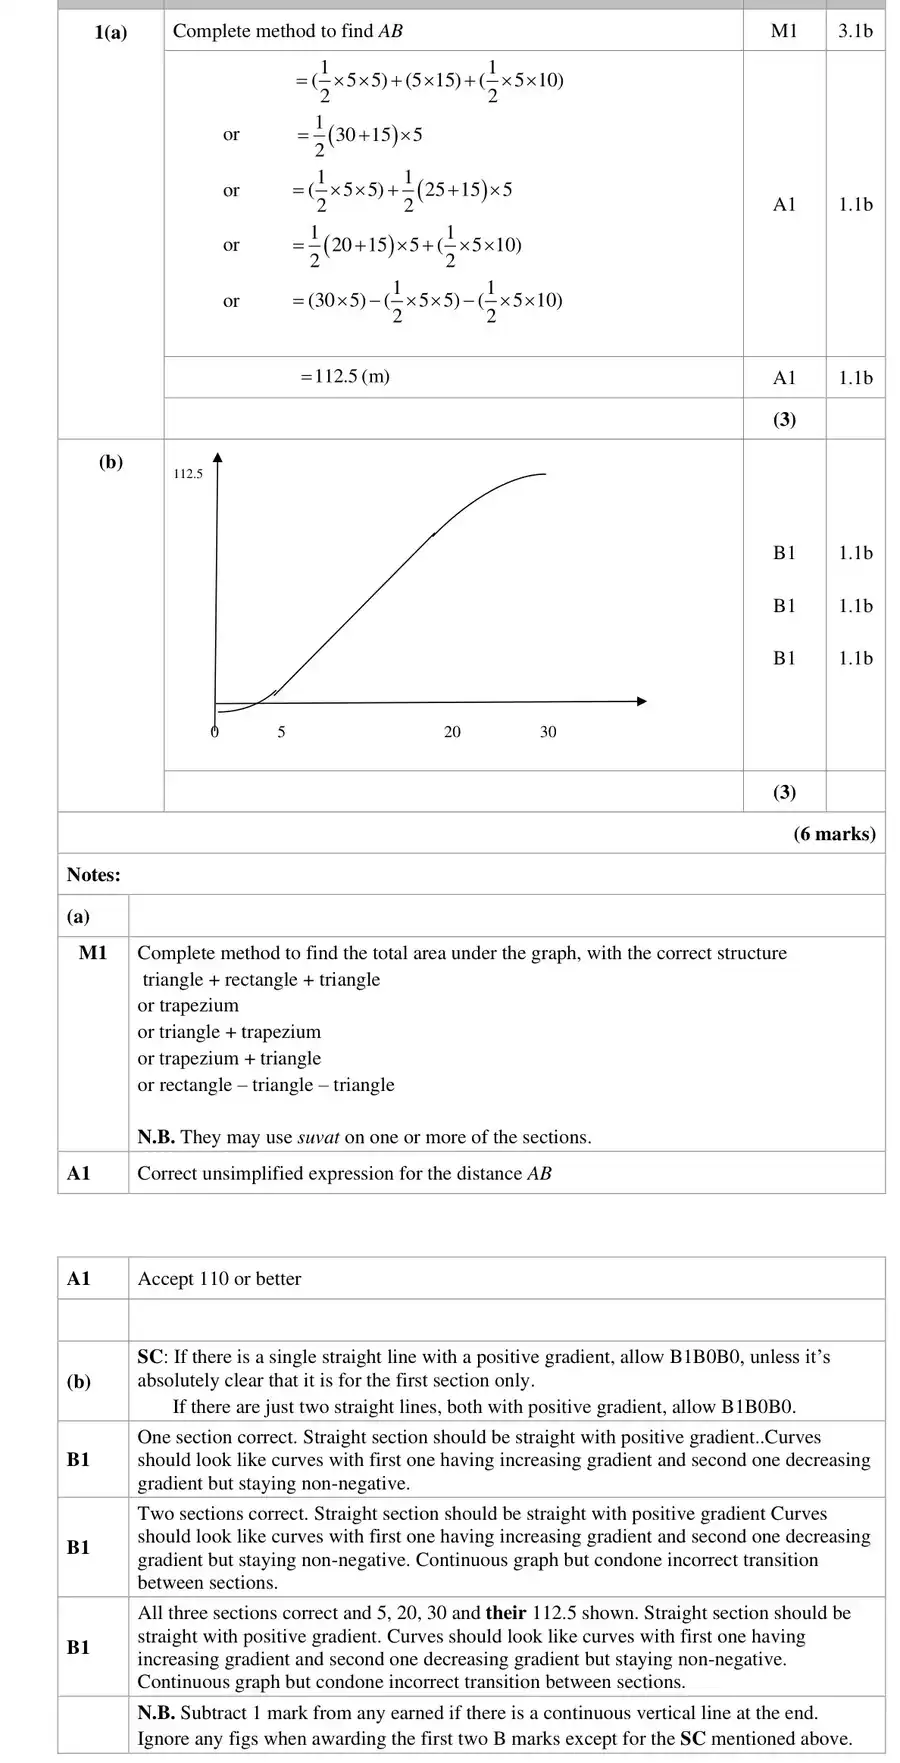 1(a) Complete method to find AB M1 3.1b
= (1/2 × 5 × 5) + (5 × 15) + (1/2 × 5 × 10)
or = 1/2 (30 + 15) × 5
or = (1/2 × 5 × 5) + 1/2 (25 + 15) × 5
A1 1.1b
or = 1/2 (20 + 15) × 5 + (1/2 × 5 × 10)
or = (30 × 5) − (1/2 × 5 × 5) − (1/2 × 5 × 10)
= 112.5 (m) A1 1.1b
(3)
(b)
112.5
B1 1.1b
B1 1.1b
B1 1.1b
0 5 20 30
(3)
(6 marks)
Notes:
(a)
M1 Complete method to find the total area under the graph, with the correct structure
triangle + rectangle + triangle
or trapezium
or triangle + trapezium
or trapezium + triangle
or rectangle – triangle – triangle
N.B. They may use suvat on one or more of the sections.
A1 Correct unsimplified expression for the distance AB
A1 Accept 110 or better
(b) SC: If there is a single straight line with a positive gradient, allow B1B0B0, unless it's
absolutely clear that it is for the first section only.
If there are just two straight lines, both with positive gradient, allow B1B0B0.
B1 One section correct. Straight section should be straight with positive gradient..Curves
should look like curves with first one having increasing gradient and second one decreasing
gradient but staying non-negative.
B1 Two sections correct. Straight section should be straight with positive gradient Curves
should look like curves with first one having increasing gradient and second one decreasing
gradient but staying non-negative. Continuous graph but condone incorrect transition
between sections.
B1 All three sections correct and 5, 20, 30 and their 112.5 shown. Straight section should be
straight with positive gradient. Curves should look like curves with first one having
increasing gradient and second one decreasing gradient but staying non-negative.
Continuous graph but condone incorrect transition between sections.
N.B. Subtract 1 mark from any earned if there is a continuous vertical line at the end.
Ignore any figs when awarding the first two B marks except for the SC mentioned above.